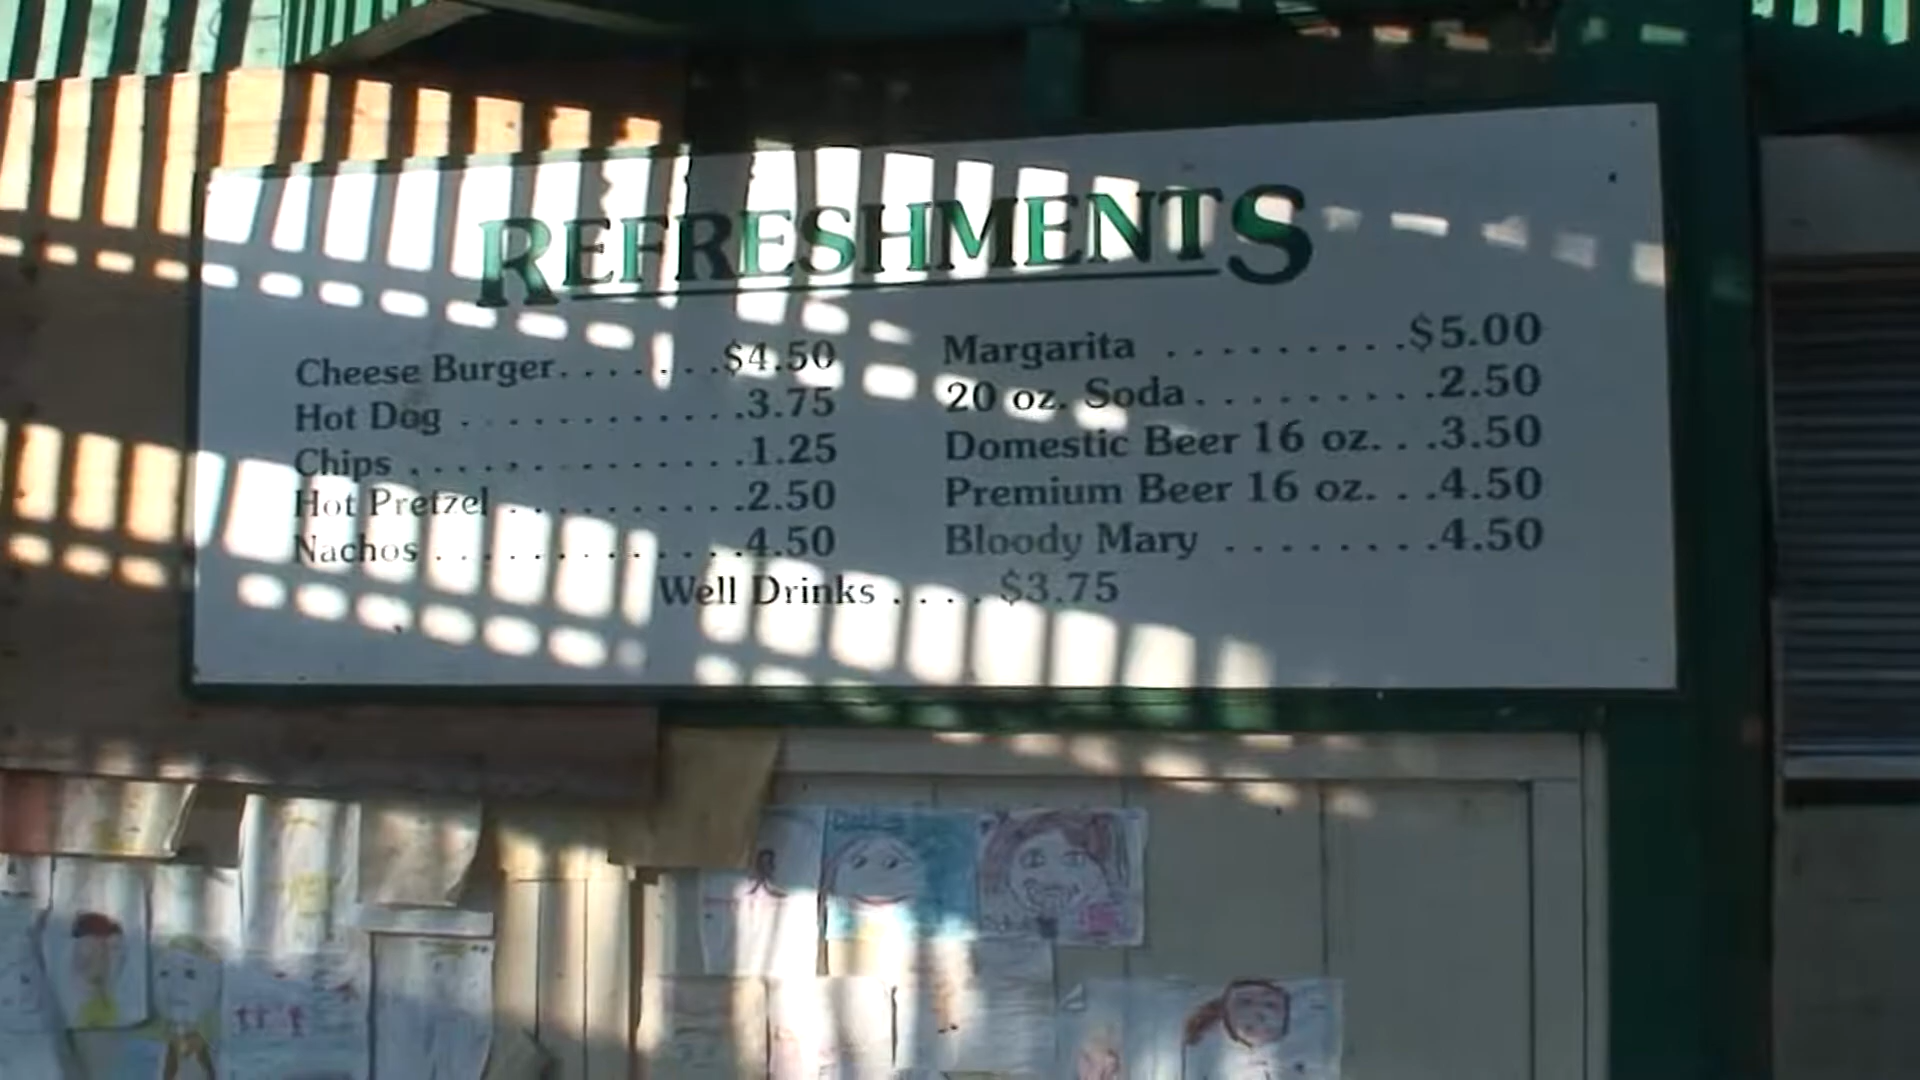 REFRESHMENTS
Cheese Burger. . . . . . . .$4.50
Hot Dog . . . . . . . . . . . .3.75
Chips . . . . . . . . . . . . . .1.25
Hot Pretzel . . . . . . . . . .2.50
Nachos . . . . . . . . . . . . .4.50
Margarita . . . . . . . . . .$5.00
20 oz. Soda. . . . . . . . . .2.50
Domestic Beer 16 oz. . .3.50
Premium Beer 16 oz. . .4.50
Bloody Mary . . . . . . . .4.50
Well Drinks . . . . $3.75